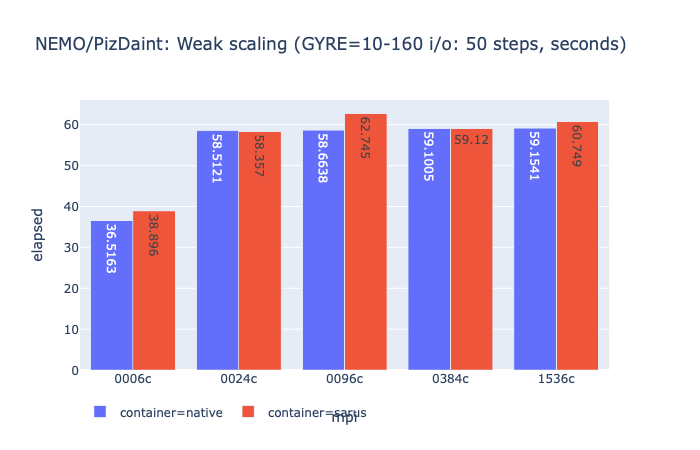 NEMO/PizDaint: Weak scaling (GYRE=10-160 i/o: 50 steps, seconds)
elapsed
60
50
40
30
20
10
0
36.5163
38.896
58.5121
58.357
58.6638
62.745
59.1005
59.12
59.1541
60.749
0006c
0024c
0096c
0384c
1536c
container=native
container=sarus
mpi